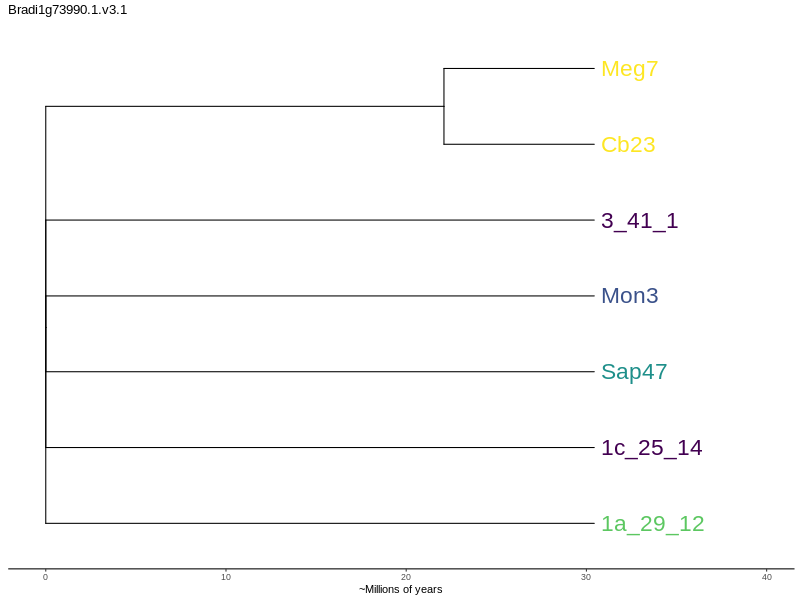 Bradi1g73990.1.v3.1
Meg7
Cb23
3_41_1
Mon3
Sap47
1c_25_14
1a_29_12
0 10 20 30 40
~Millions of years